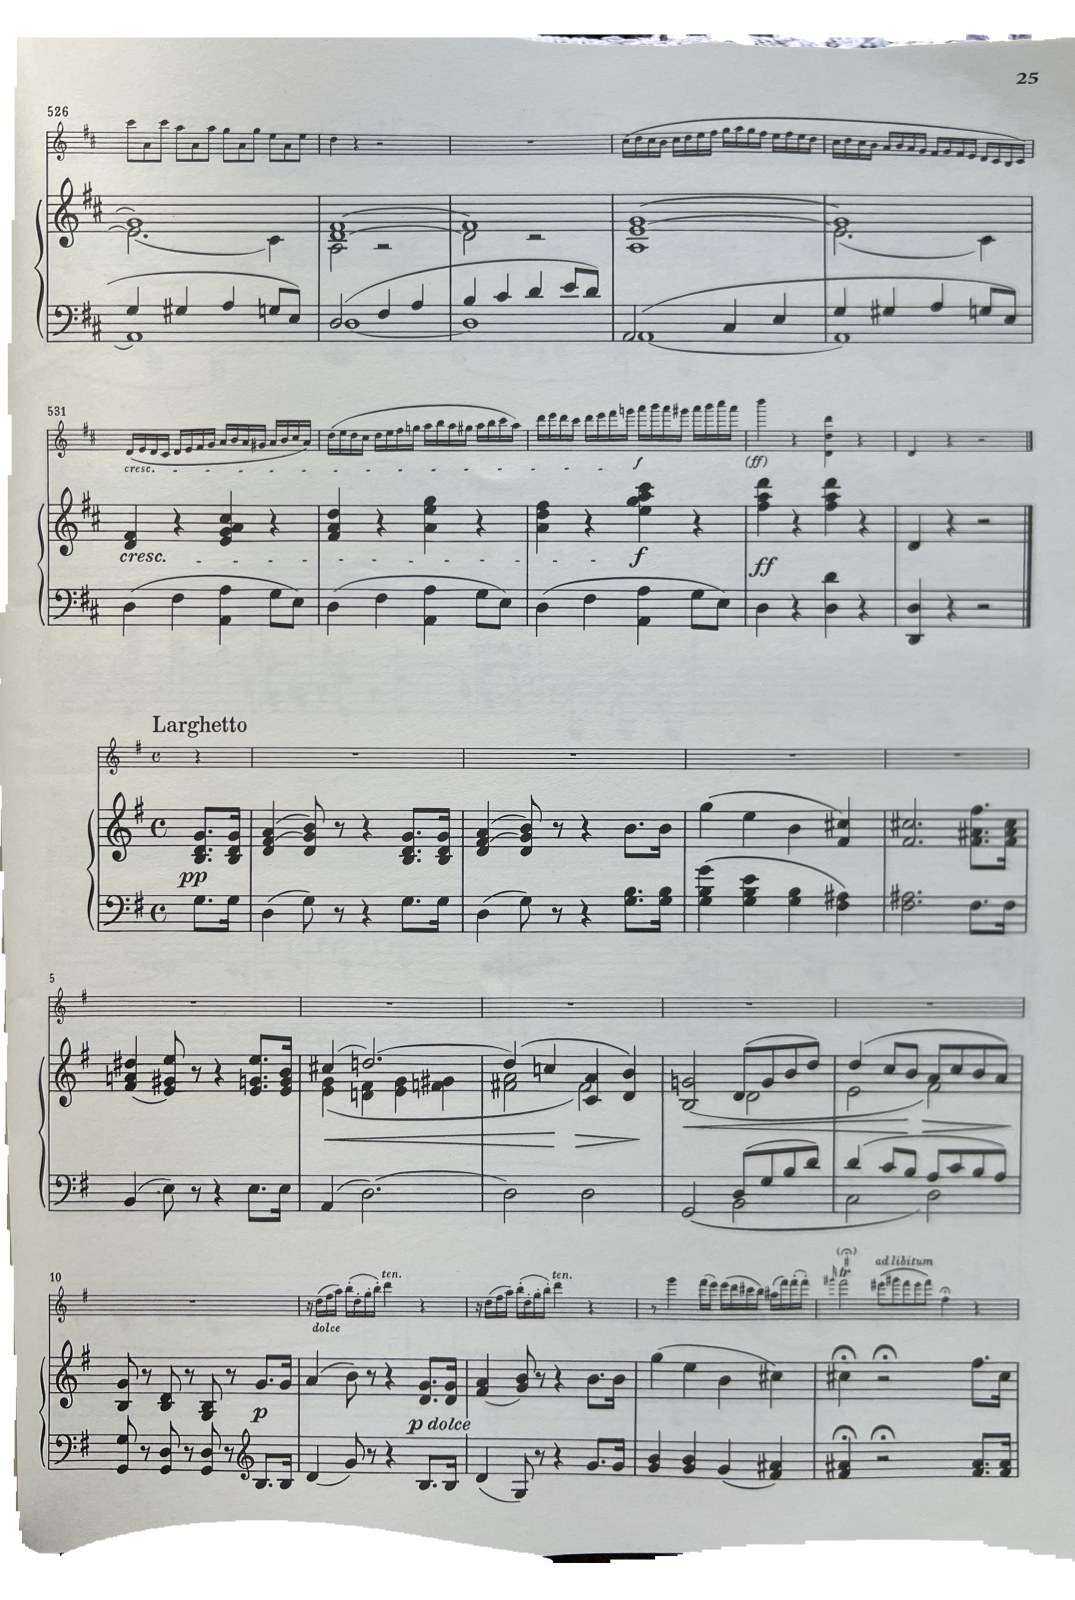 25
526
531
cresc. f (ff)
cresc. f ff
Larghetto
pp
5
10
ten. ten. tr ad libitum
dolce
p p dolce